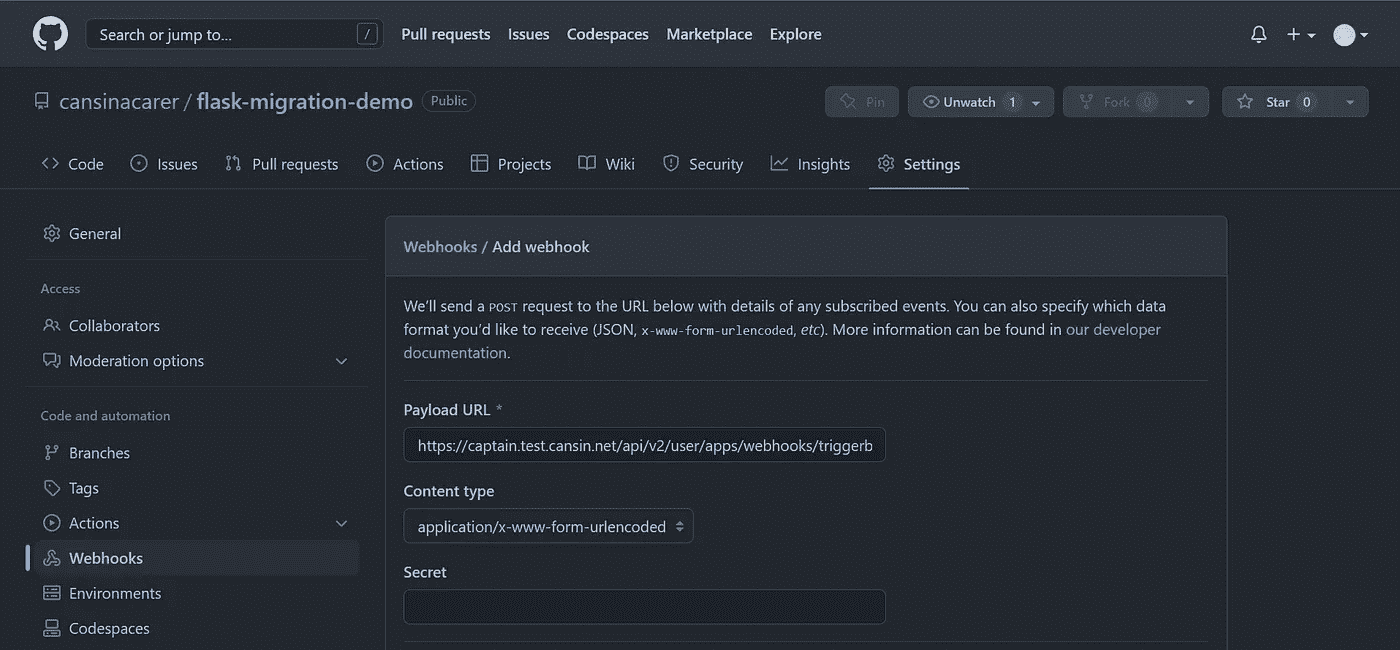 Search or jump to... / Pull requests Issues Codespaces Marketplace Explore
cansinacarer / flask-migration-demo Public Pin Unwatch 1 Fork 0 Star 0
Code Issues Pull requests Actions Projects Wiki Security Insights Settings
General
Access
Collaborators
Moderation options
Code and automation
Branches
Tags
Actions
Webhooks
Environments
Codespaces
Webhooks / Add webhook
We'll send a POST request to the URL below with details of any subscribed events. You can also specify which data
format you'd like to receive (JSON, x-www-form-urlencoded, etc). More information can be found in our developer
documentation.
Payload URL *
https://captain.test.cansin.net/api/v2/user/apps/webhooks/triggerb
Content type
application/x-www-form-urlencoded
Secret